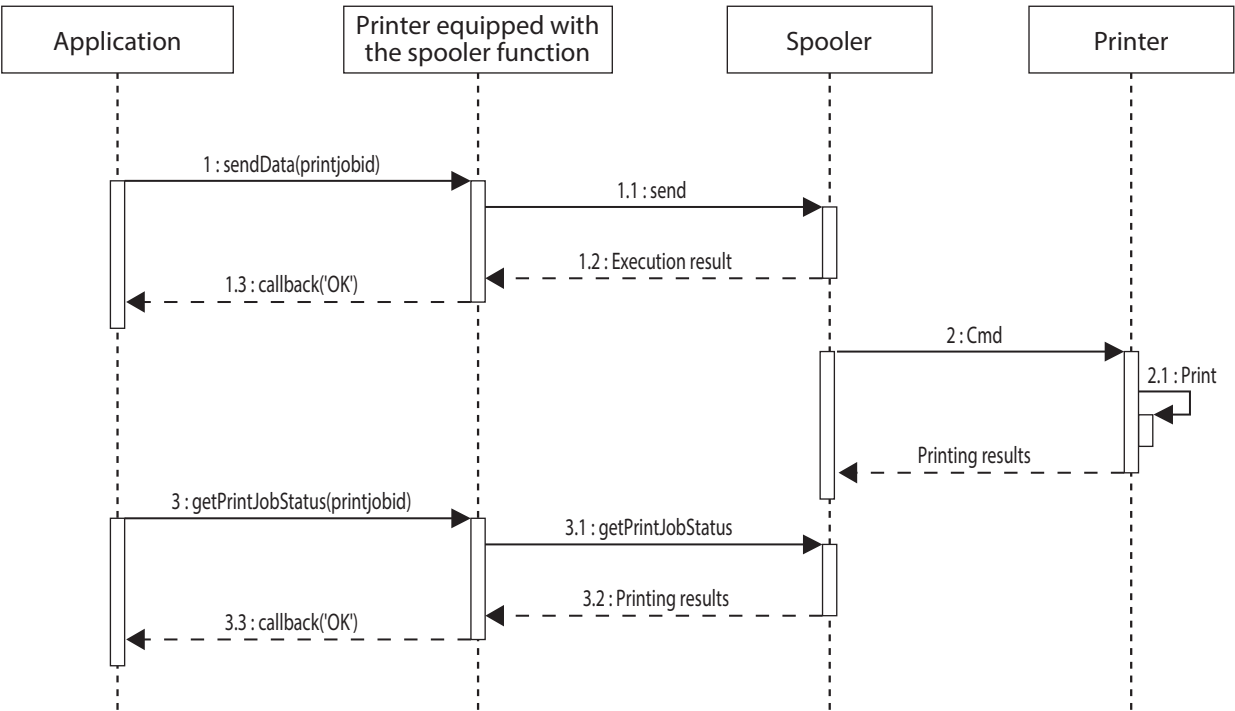 Application
Printer equipped with
the spooler function
Spooler
Printer
1 : sendData(printjobid)
1.1 : send
1.2 : Execution result
1.3 : callback('OK')
2 : Cmd
2.1 : Print
Printing results
3 : getPrintJobStatus(printjobid)
3.1 : getPrintJobStatus
3.2 : Printing results
3.3 : callback('OK')